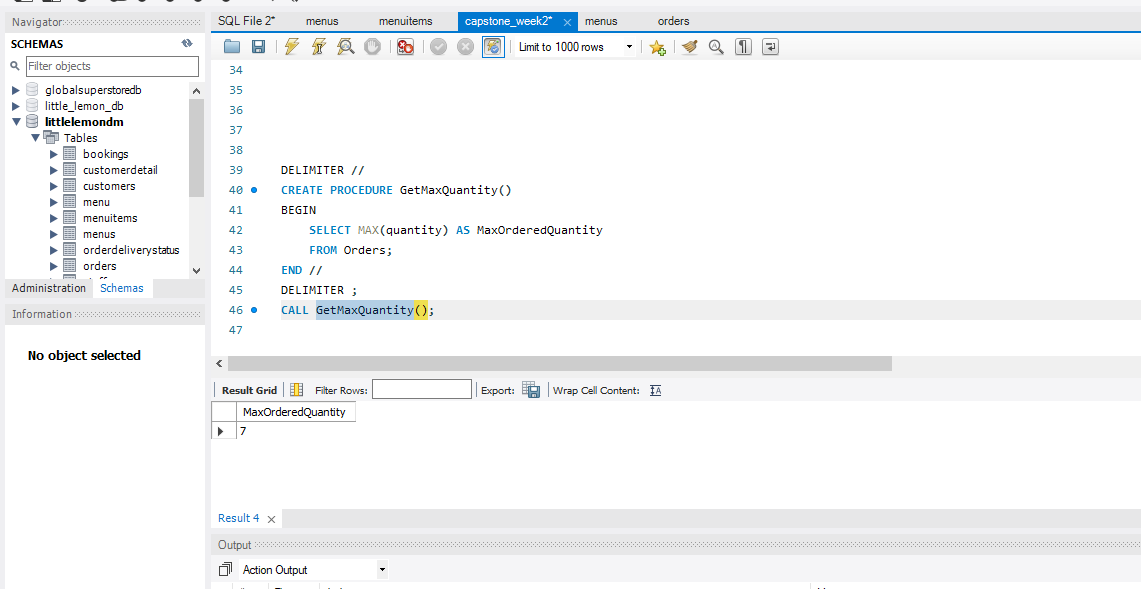 SQL File 2* menus menuitems capstone_week2* menus orders
Navigator
SCHEMAS
Filter objects
globalsuperstoredb
little_lemon_db
littlelemondm
Tables
bookings
customerdetail
customers
menu
menuitems
menus
orderdeliverystatus
orders
Administration Schemas
Information
No object selected
Limit to 1000 rows
34
35
36
37
38
39 DELIMITER //
40 CREATE PROCEDURE GetMaxQuantity()
41 BEGIN
42 SELECT MAX(quantity) AS MaxOrderedQuantity
43 FROM Orders;
44 END //
45 DELIMITER ;
46 CALL GetMaxQuantity();
47
Result Grid Filter Rows: Export: Wrap Cell Content:
MaxOrderedQuantity
7
Result 4
Output
Action Output